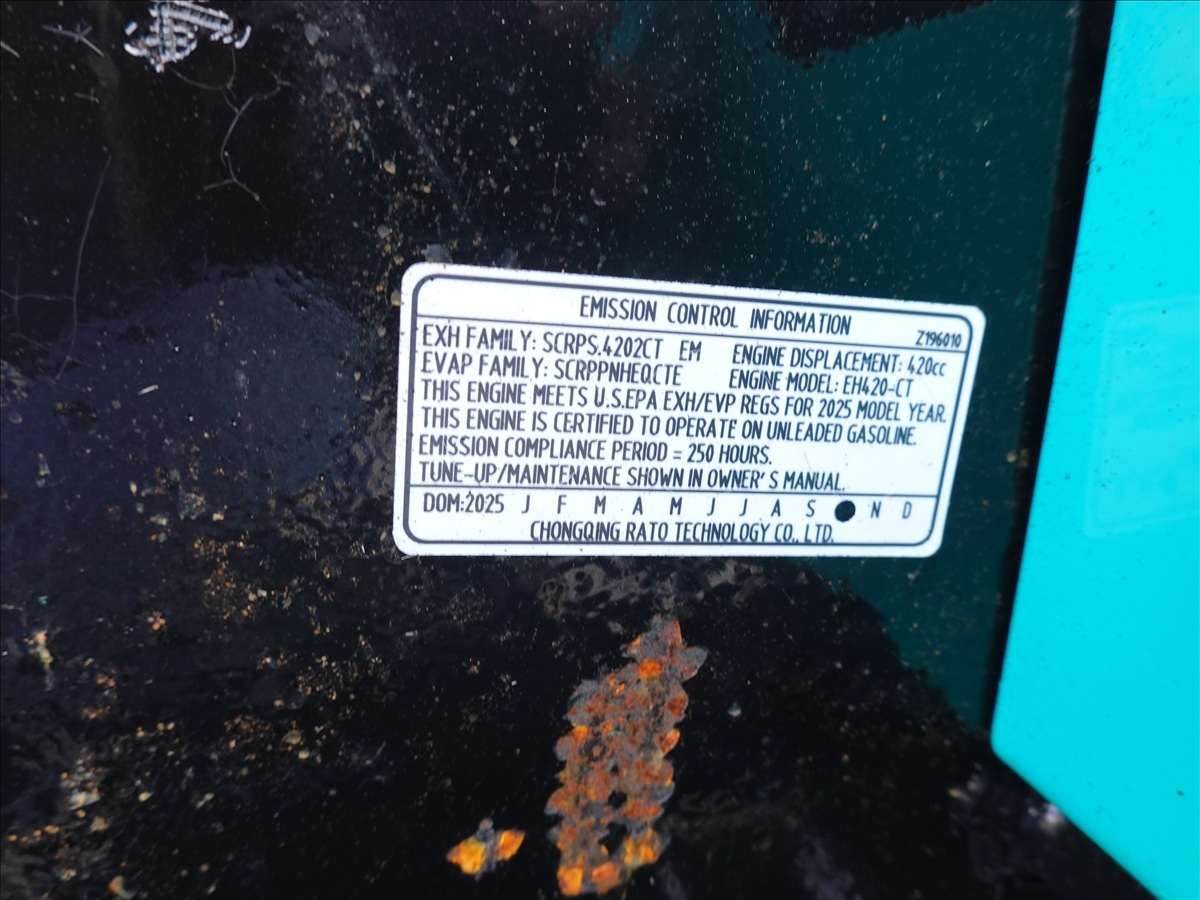 EMISSION CONTROL INFORMATION Z196010
EXH FAMILY: SCRPS.4202CT EM ENGINE DISPLACEMENT: 420cc
EVAP FAMILY: SCRPPNHEQCTE ENGINE MODEL: EH420-CT
THIS ENGINE MEETS U.S.EPA EXH/EVP REGS FOR 2025 MODEL YEAR.
THIS ENGINE IS CERTIFIED TO OPERATE ON UNLEADED GASOLINE.
EMISSION COMPLIANCE PERIOD = 250 HOURS.
TUNE-UP/MAINTENANCE SHOWN IN OWNER' S MANUAL.
DOM:2025 J F M A M J J A S N D
CHONGQING RATO TECHNOLOGY CO., LTD.